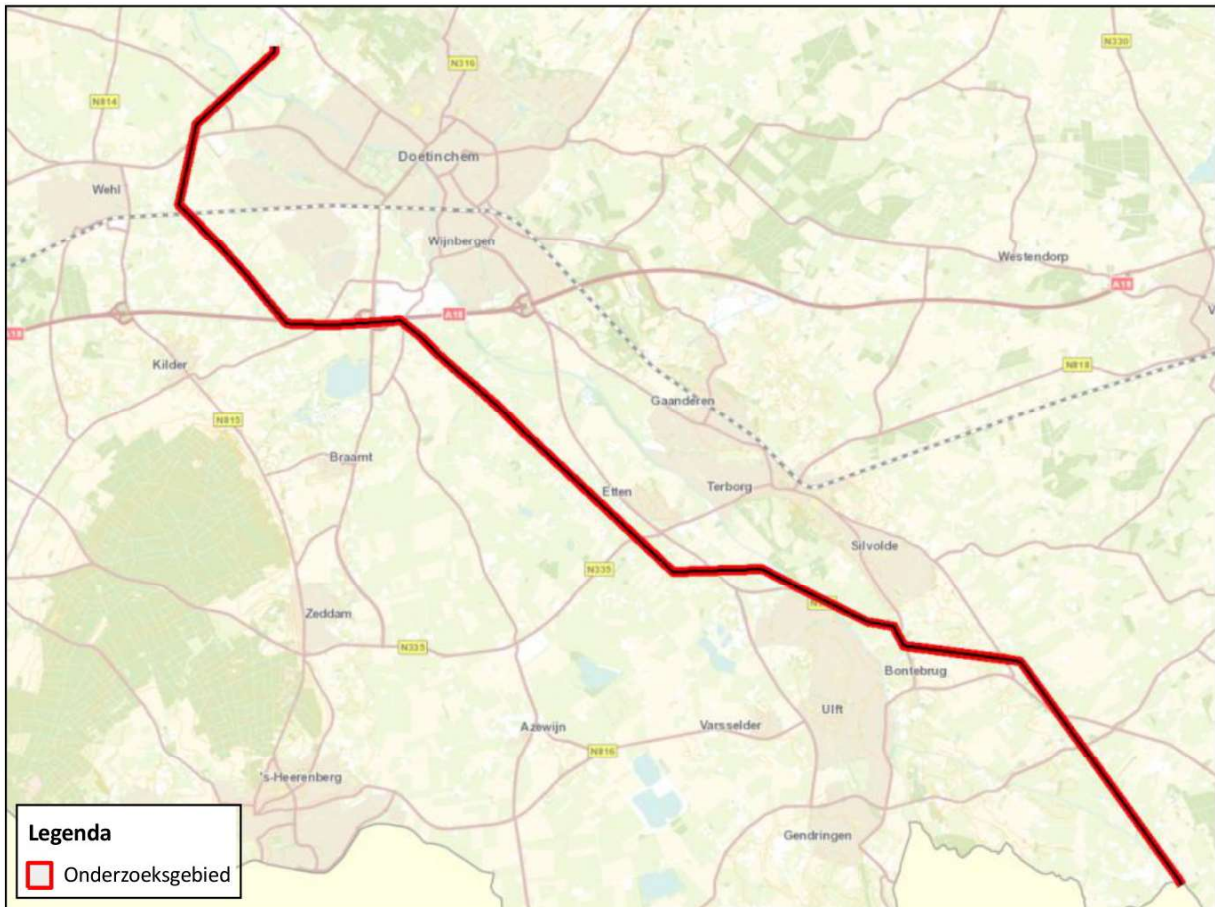 N330
N316
N814
Doetinchem
Wehl
Wijnbergen
Westendorp
A18
A18
A18
Kilder
N818
Gaanderen
N815
Braamt
Etten
Terborg
Silvolde
N335
Zeddam
N335
Bontebrug
Ulft
Azewijn
Varsselder
N816
's-Heerenberg
Gendringen
Legenda
Onderzoeksgebied